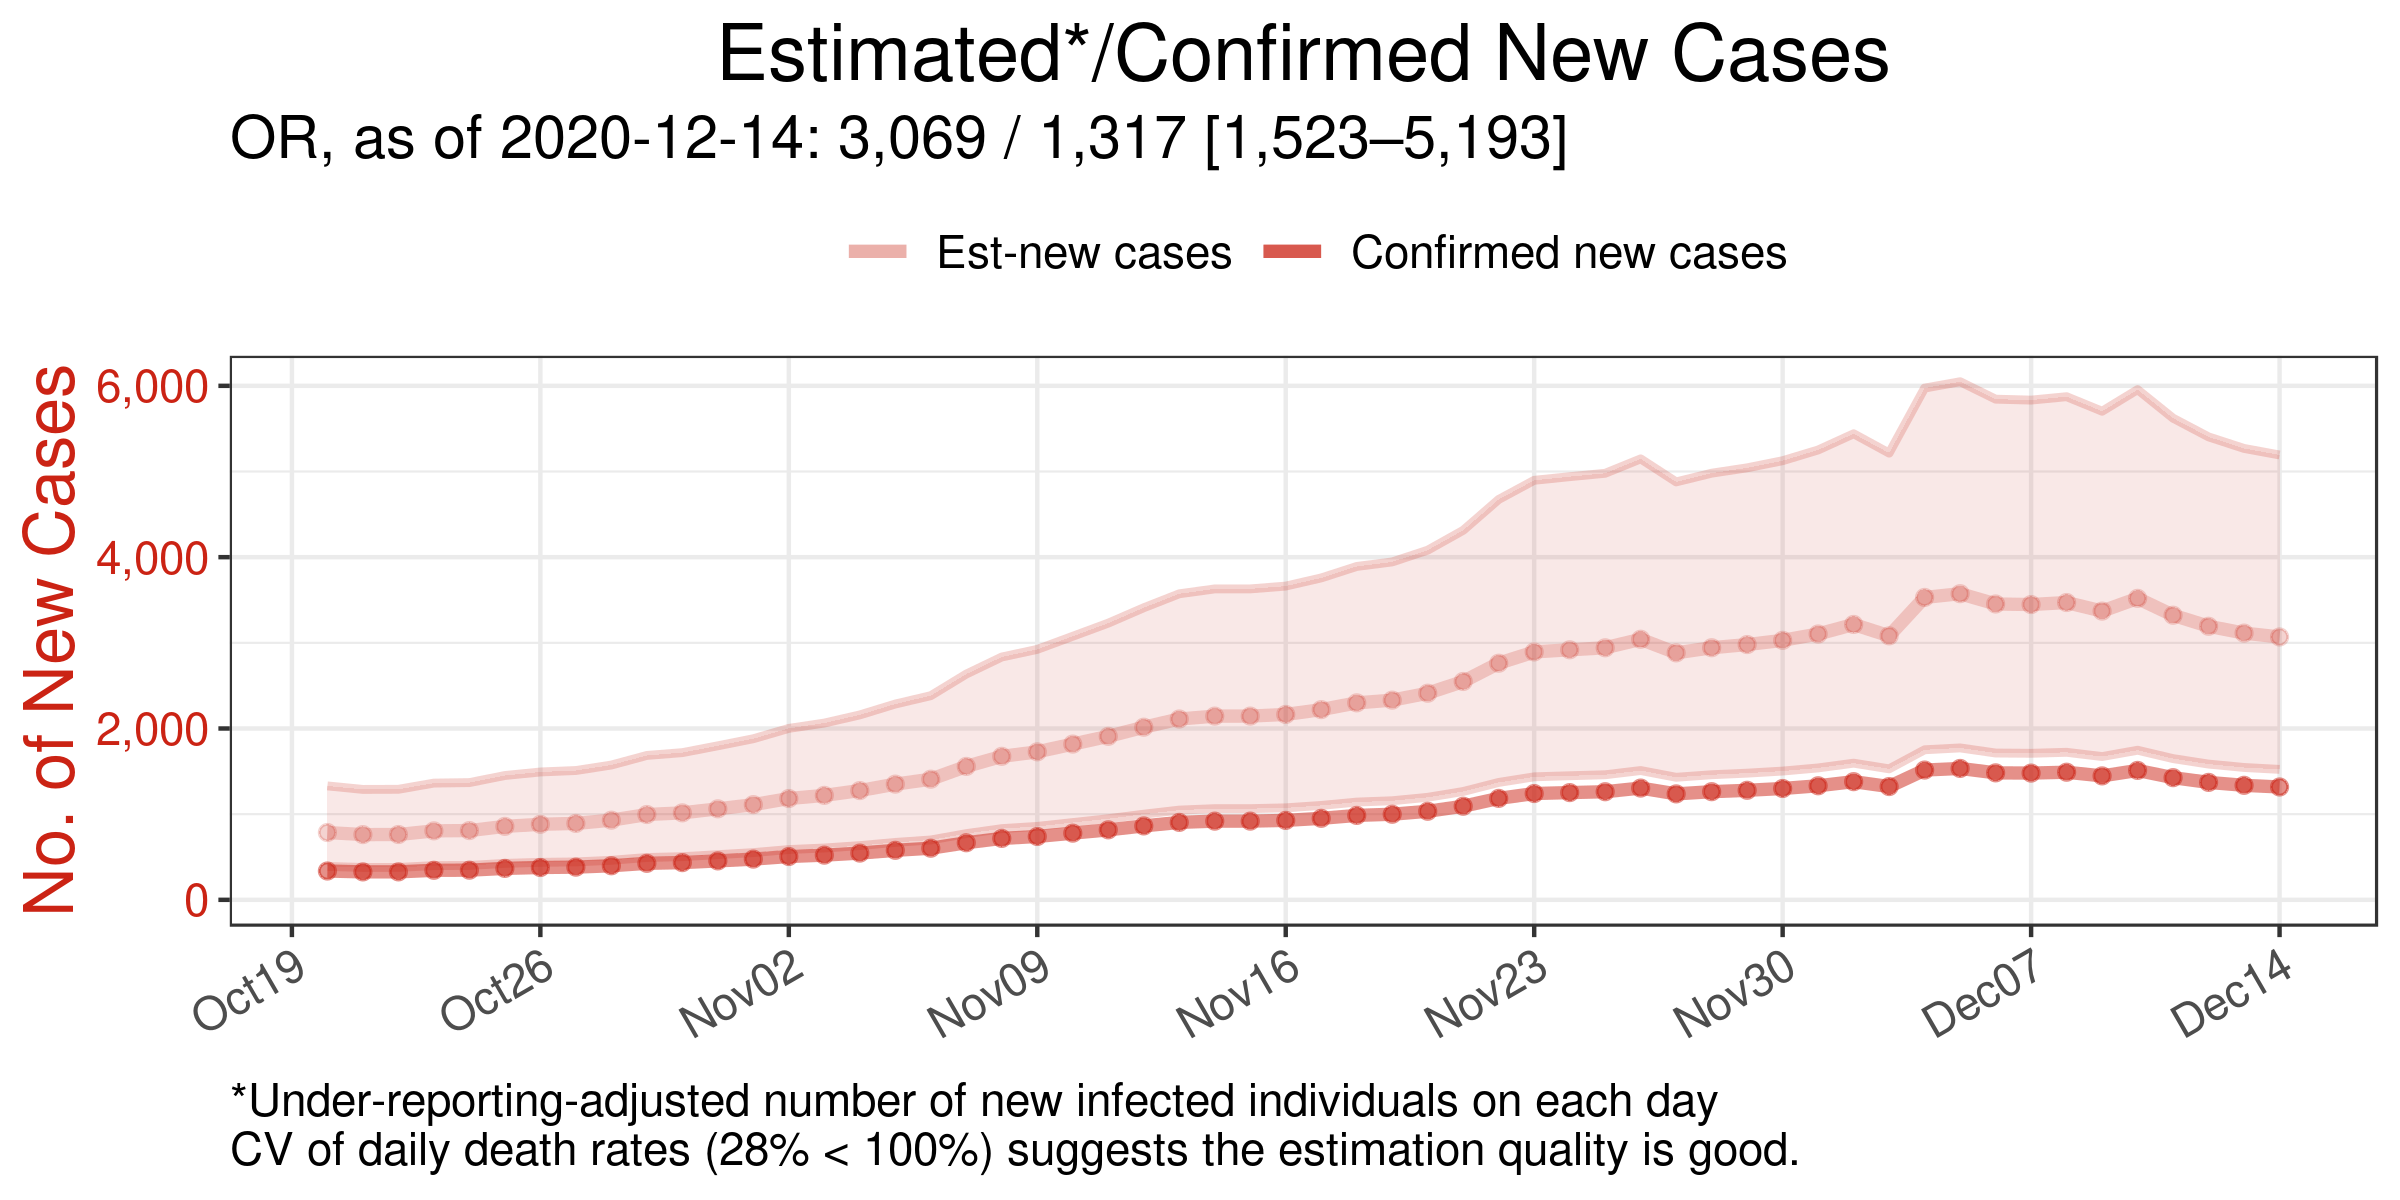 Estimated*/Confirmed New Cases
OR, as of 2020-12-14: 3,069 / 1,317 [1,523–5,193]
Est-new cases
Confirmed new cases
No. of New Cases
6,000
4,000
2,000
0
Oct19
Oct26
Nov02
Nov09
Nov16
Nov23
Nov30
Dec07
Dec14
*Under-reporting-adjusted number of new infected individuals on each day
CV of daily death rates (28% < 100%) suggests the estimation quality is good.